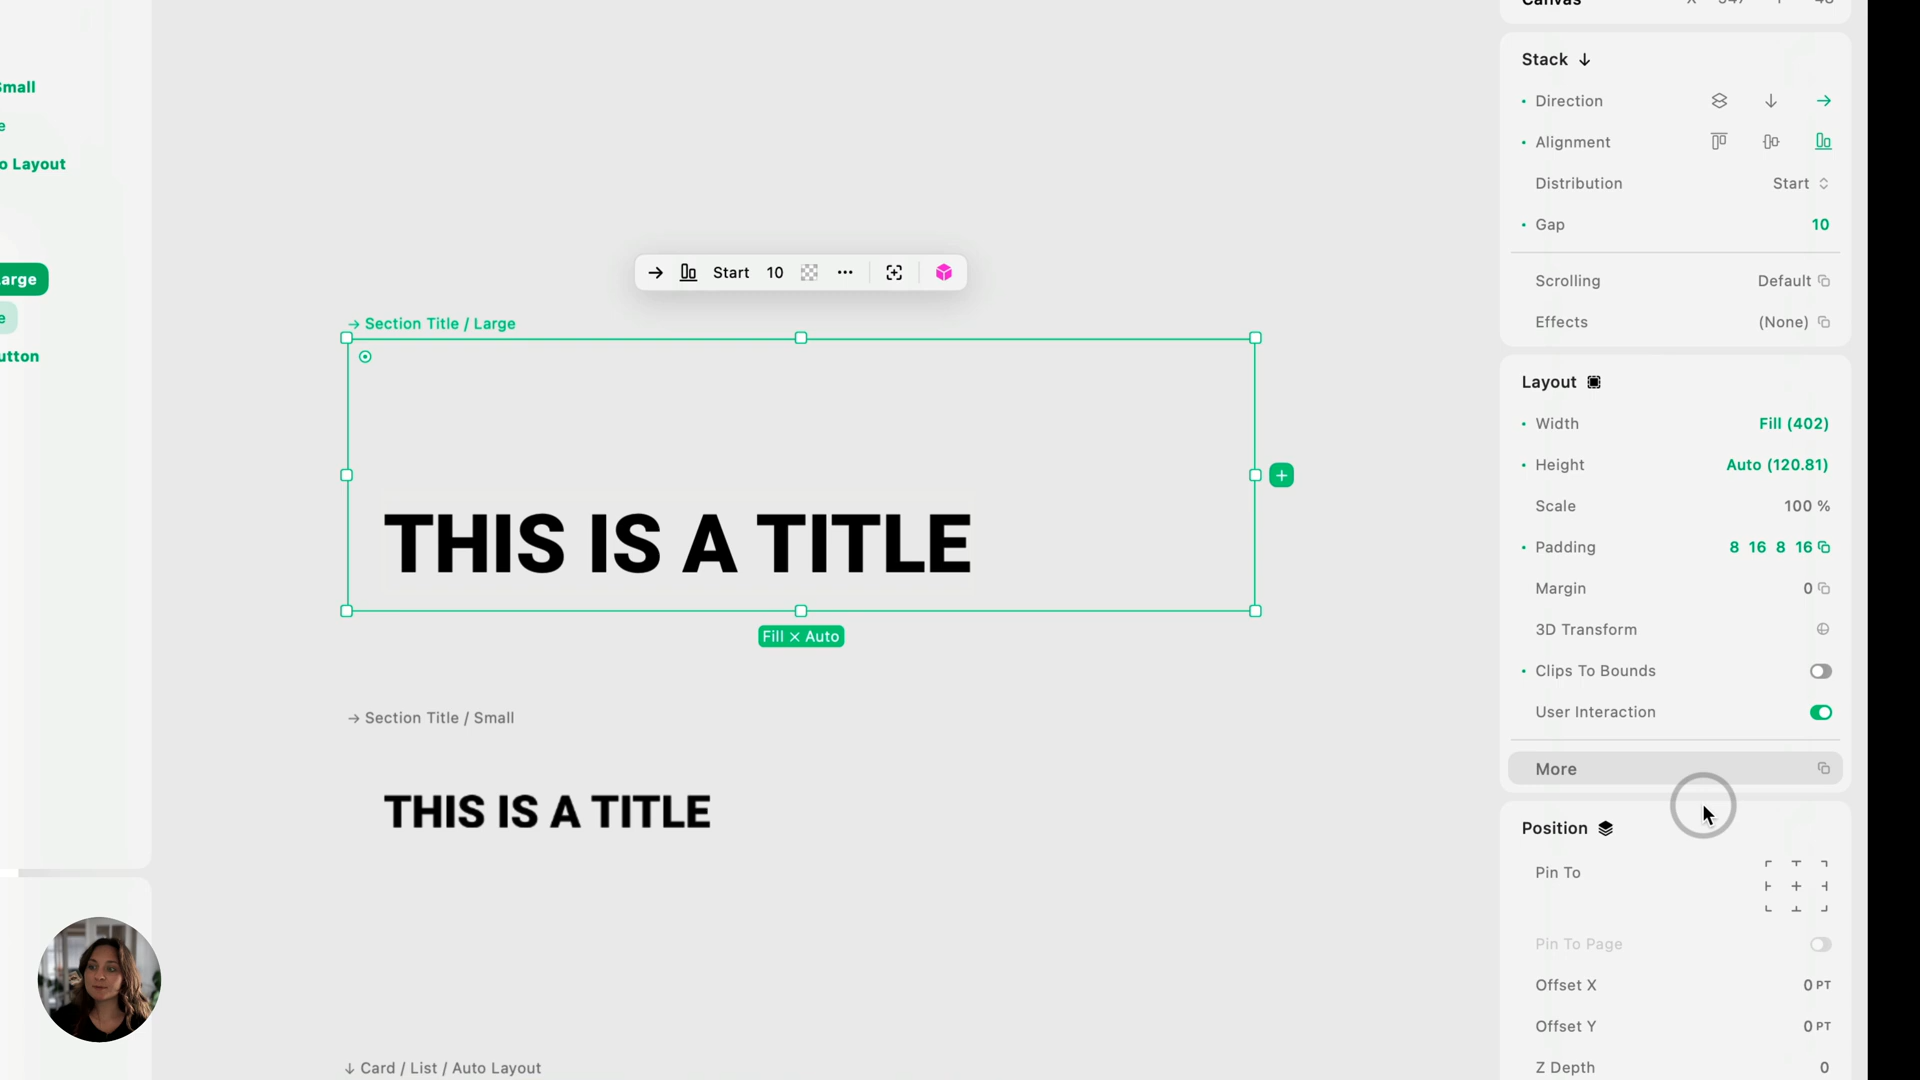 Small
e
o Layout
Large
e
utton
Start 10
Section Title / Large
THIS IS A TITLE
Fill × Auto
Section Title / Small
THIS IS A TITLE
Card / List / Auto Layout
Canvas
Stack
Direction
Alignment
Distribution Start
Gap 10
Scrolling Default
Effects (None)
Layout
Width Fill (402)
Height Auto (120.81)
Scale 100 %
Padding 8 16 8 16
Margin 0
3D Transform
Clips To Bounds
User Interaction
More
Position
Pin To
Pin To Page
Offset X 0 PT
Offset Y 0 PT
Z Depth 0